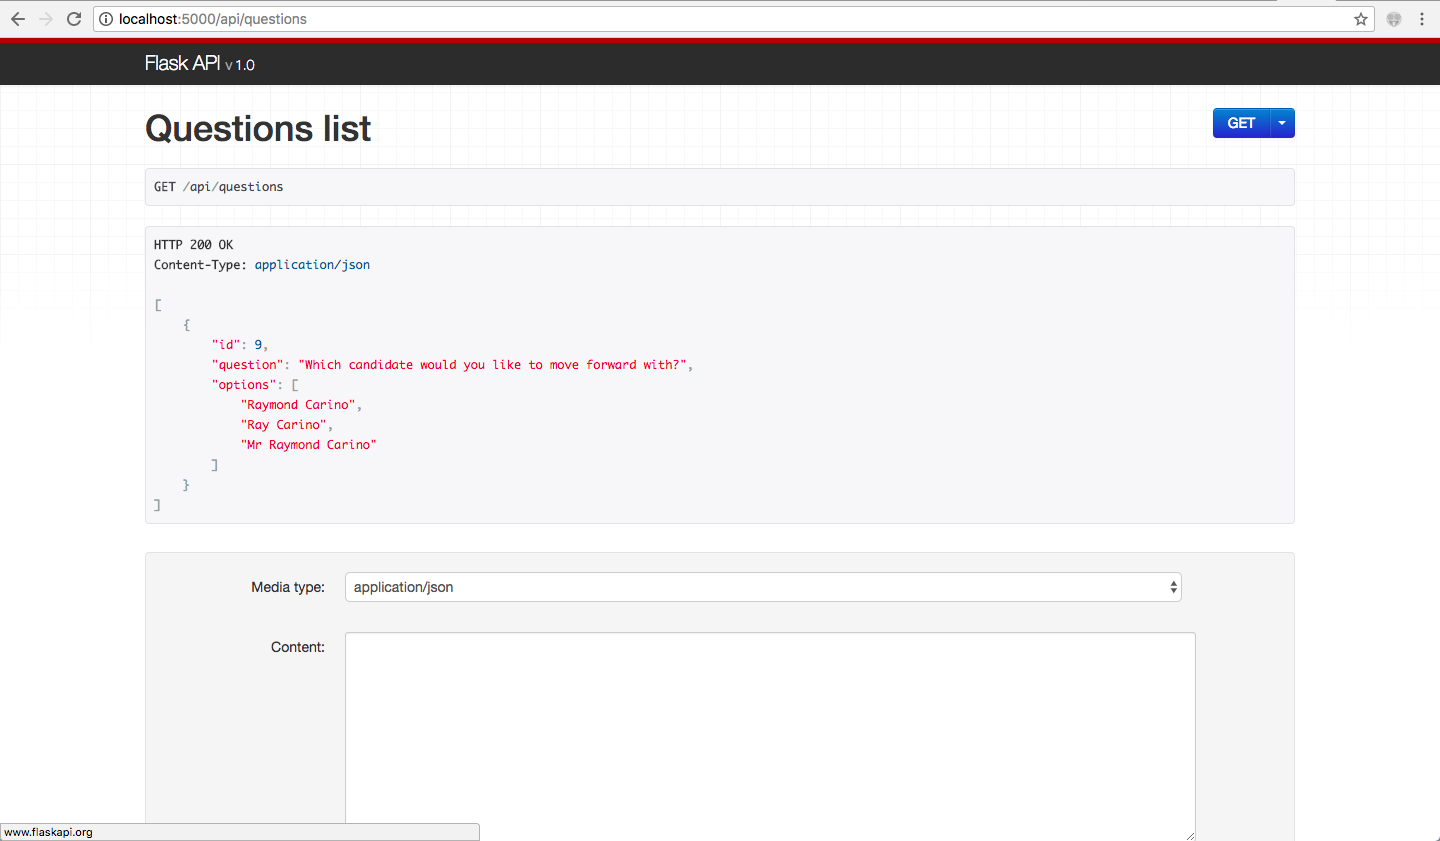 localhost:5000/api/questions
Flask API v 1.0
Questions list
GET
GET /api/questions
HTTP 200 OK
Content-Type: application/json
[
    {
        "id": 9,
        "question": "Which candidate would you like to move forward with?",
        "options": [
            "Raymond Carino",
            "Ray Carino",
            "Mr Raymond Carino"
        ]
    }
]
Media type:
application/json
Content:
www.flaskapi.org